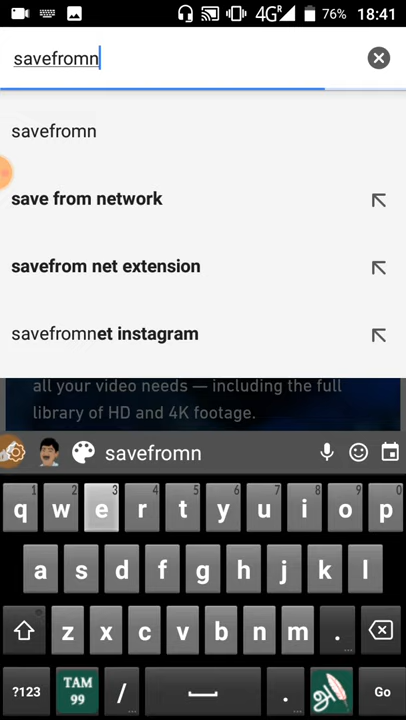 4G R 76% 18:41
savefromn
savefromn
save from network
savefrom net extension
savefromnet instagram
all your video needs — including the full
library of HD and 4K footage.
savefromn
1 2 3 4 5 6 7 8 9 0
q w e r t y u i o p
a s d f g h j k l
z x c v b n m .
?123 TAM 99 / . அ Go